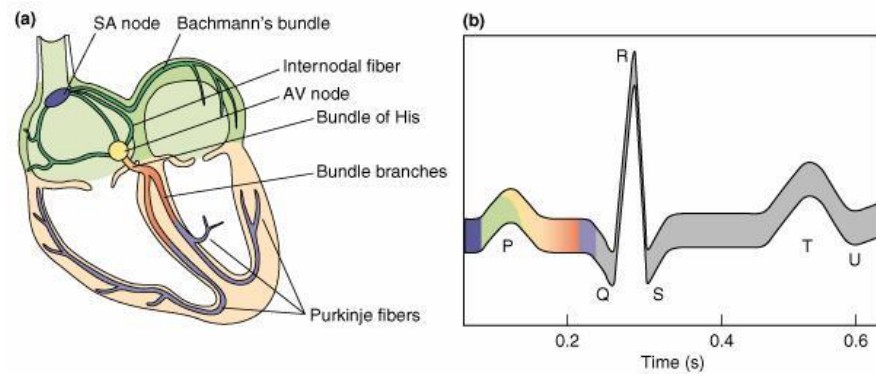 (a)
SA node
Bachmann's bundle
Internodal fiber
AV node
Bundle of His
Bundle branches
Purkinje fibers
(b)
R
P
Q
S
T
U
0.2
0.4
0.6
Time (s)